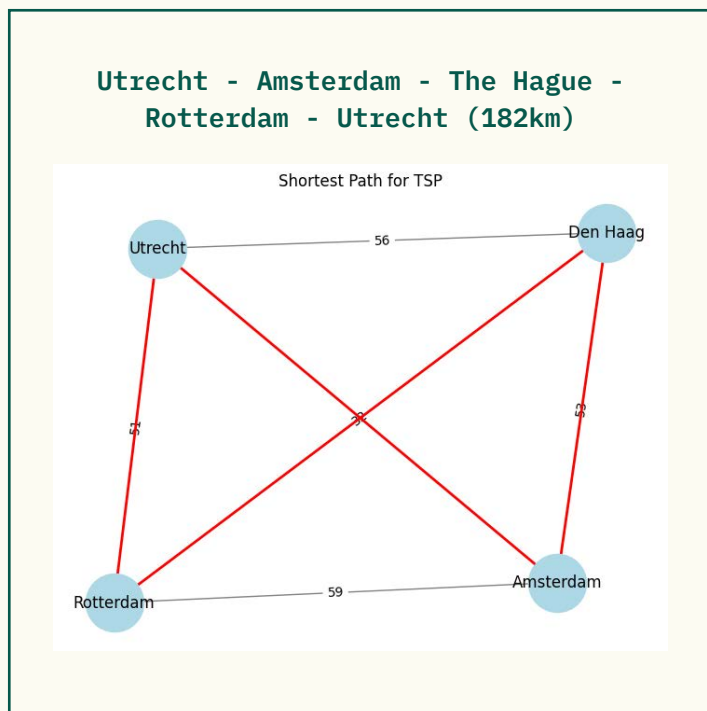 Utrecht - Amsterdam - The Hague -
Rotterdam - Utrecht (182km)
Shortest Path for TSP
Utrecht
56
Den Haag
51
53
Rotterdam
59
Amsterdam